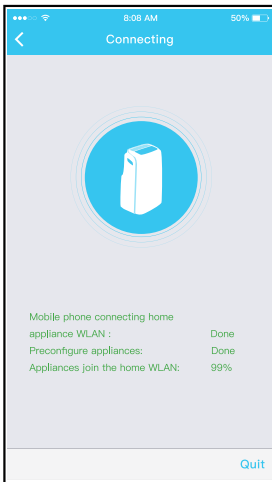 8:08 AM 50%
Connecting
Mobile phone connecting home
appliance WLAN : Done
Preconfigure appliances: Done
Appliances join the home WLAN: 99%
Quit